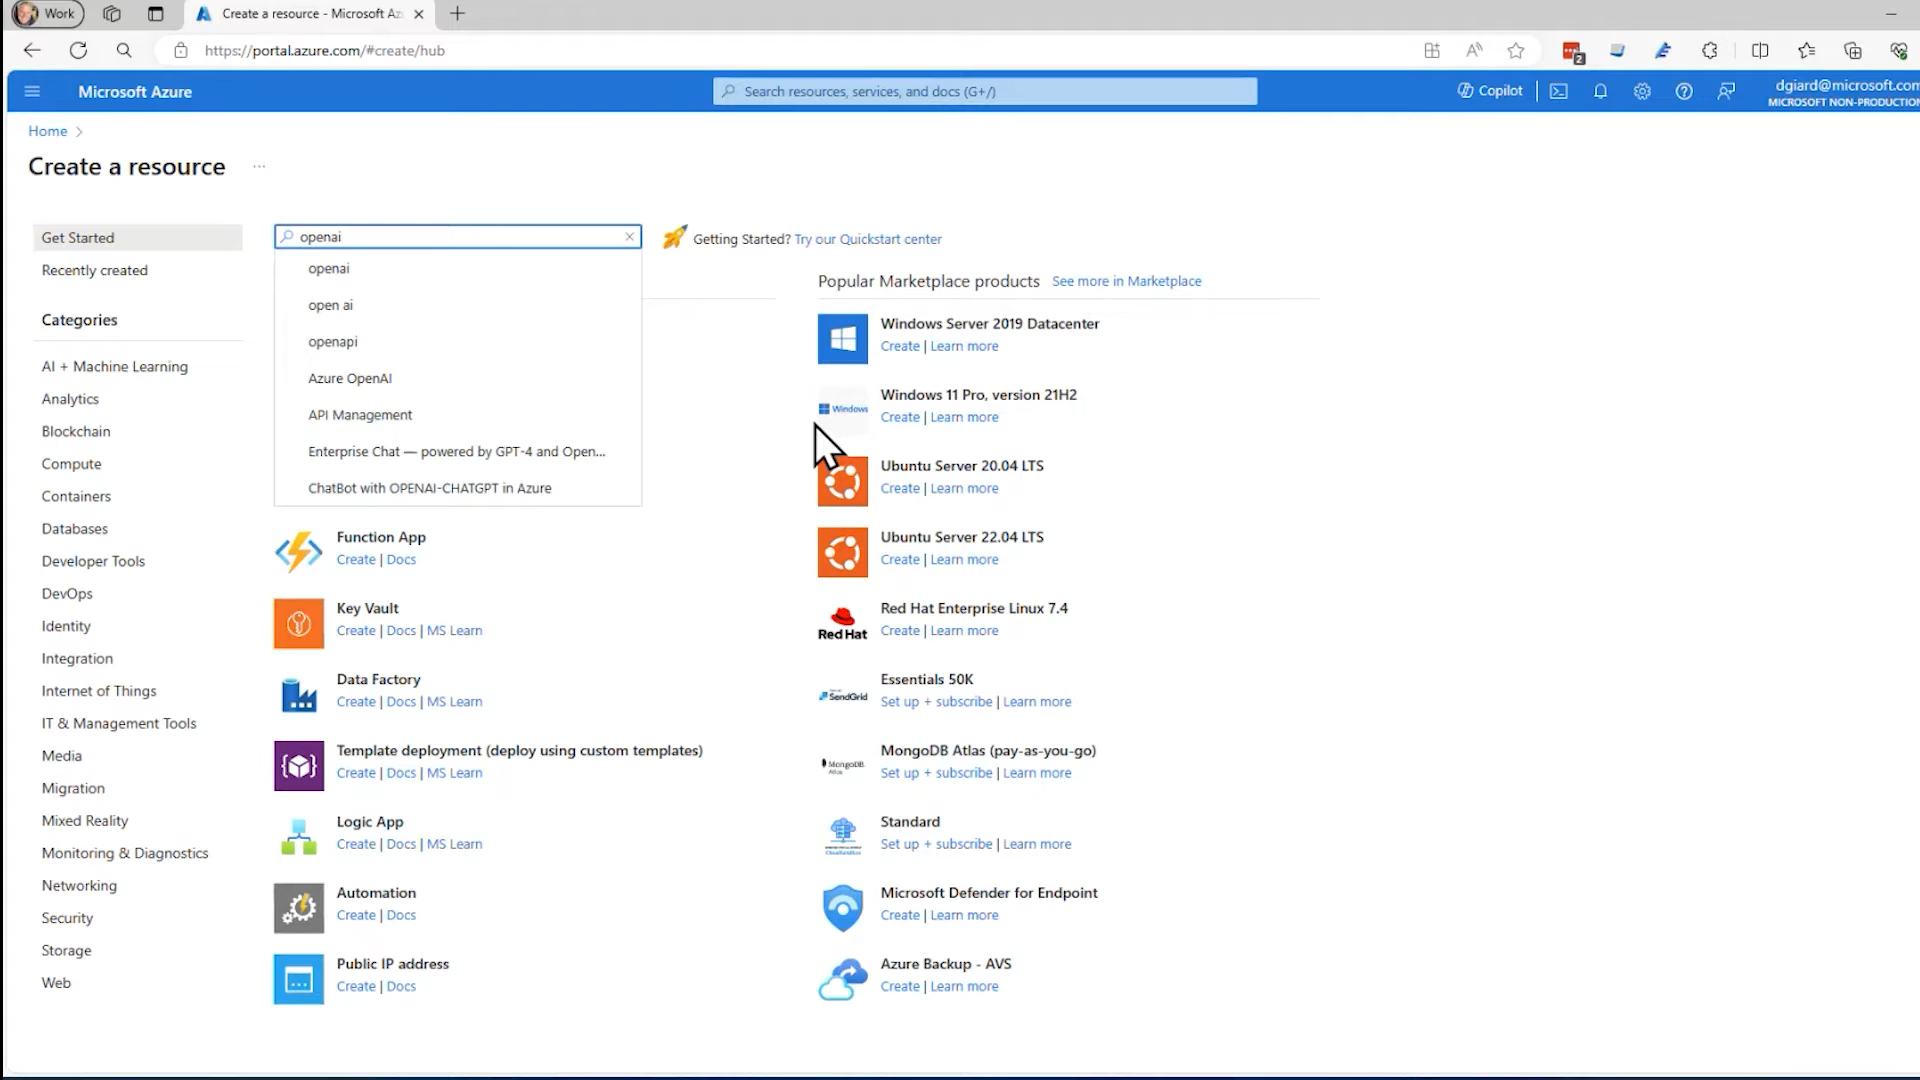 Work
Create a resource - Microsoft Az
https://portal.azure.com/#create/hub
2
Microsoft Azure
Search resources, services, and docs (G+/)
Copilot
dgiard@microsoft.com
MICROSOFT NON-PRODUCTION
Home
Create a resource
Get Started
Recently created
Categories
AI + Machine Learning
Analytics
Blockchain
Compute
Containers
Databases
Developer Tools
DevOps
Identity
Integration
Internet of Things
IT & Management Tools
Media
Migration
Mixed Reality
Monitoring & Diagnostics
Networking
Security
Storage
Web
openai
openai
open ai
openapi
Azure OpenAI
API Management
Enterprise Chat — powered by GPT-4 and Open...
ChatBot with OPENAI-CHATGPT in Azure
Function App
Create | Docs
Key Vault
Create | Docs | MS Learn
Data Factory
Create | Docs | MS Learn
Template deployment (deploy using custom templates)
Create | Docs | MS Learn
Logic App
Create | Docs | MS Learn
Automation
Create | Docs
Public IP address
Create | Docs
Getting Started? Try our Quickstart center
Popular Marketplace products See more in Marketplace
Windows Server 2019 Datacenter
Create | Learn more
Windows
Windows 11 Pro, version 21H2
Create | Learn more
Ubuntu Server 20.04 LTS
Create | Learn more
Ubuntu Server 22.04 LTS
Create | Learn more
Red Hat
Red Hat Enterprise Linux 7.4
Create | Learn more
SendGrid
Essentials 50K
Set up + subscribe | Learn more
MongoDB. Atlas
MongoDB Atlas (pay-as-you-go)
Set up + subscribe | Learn more
Standard
Set up + subscribe | Learn more
Microsoft Defender for Endpoint
Create | Learn more
Azure Backup - AVS
Create | Learn more